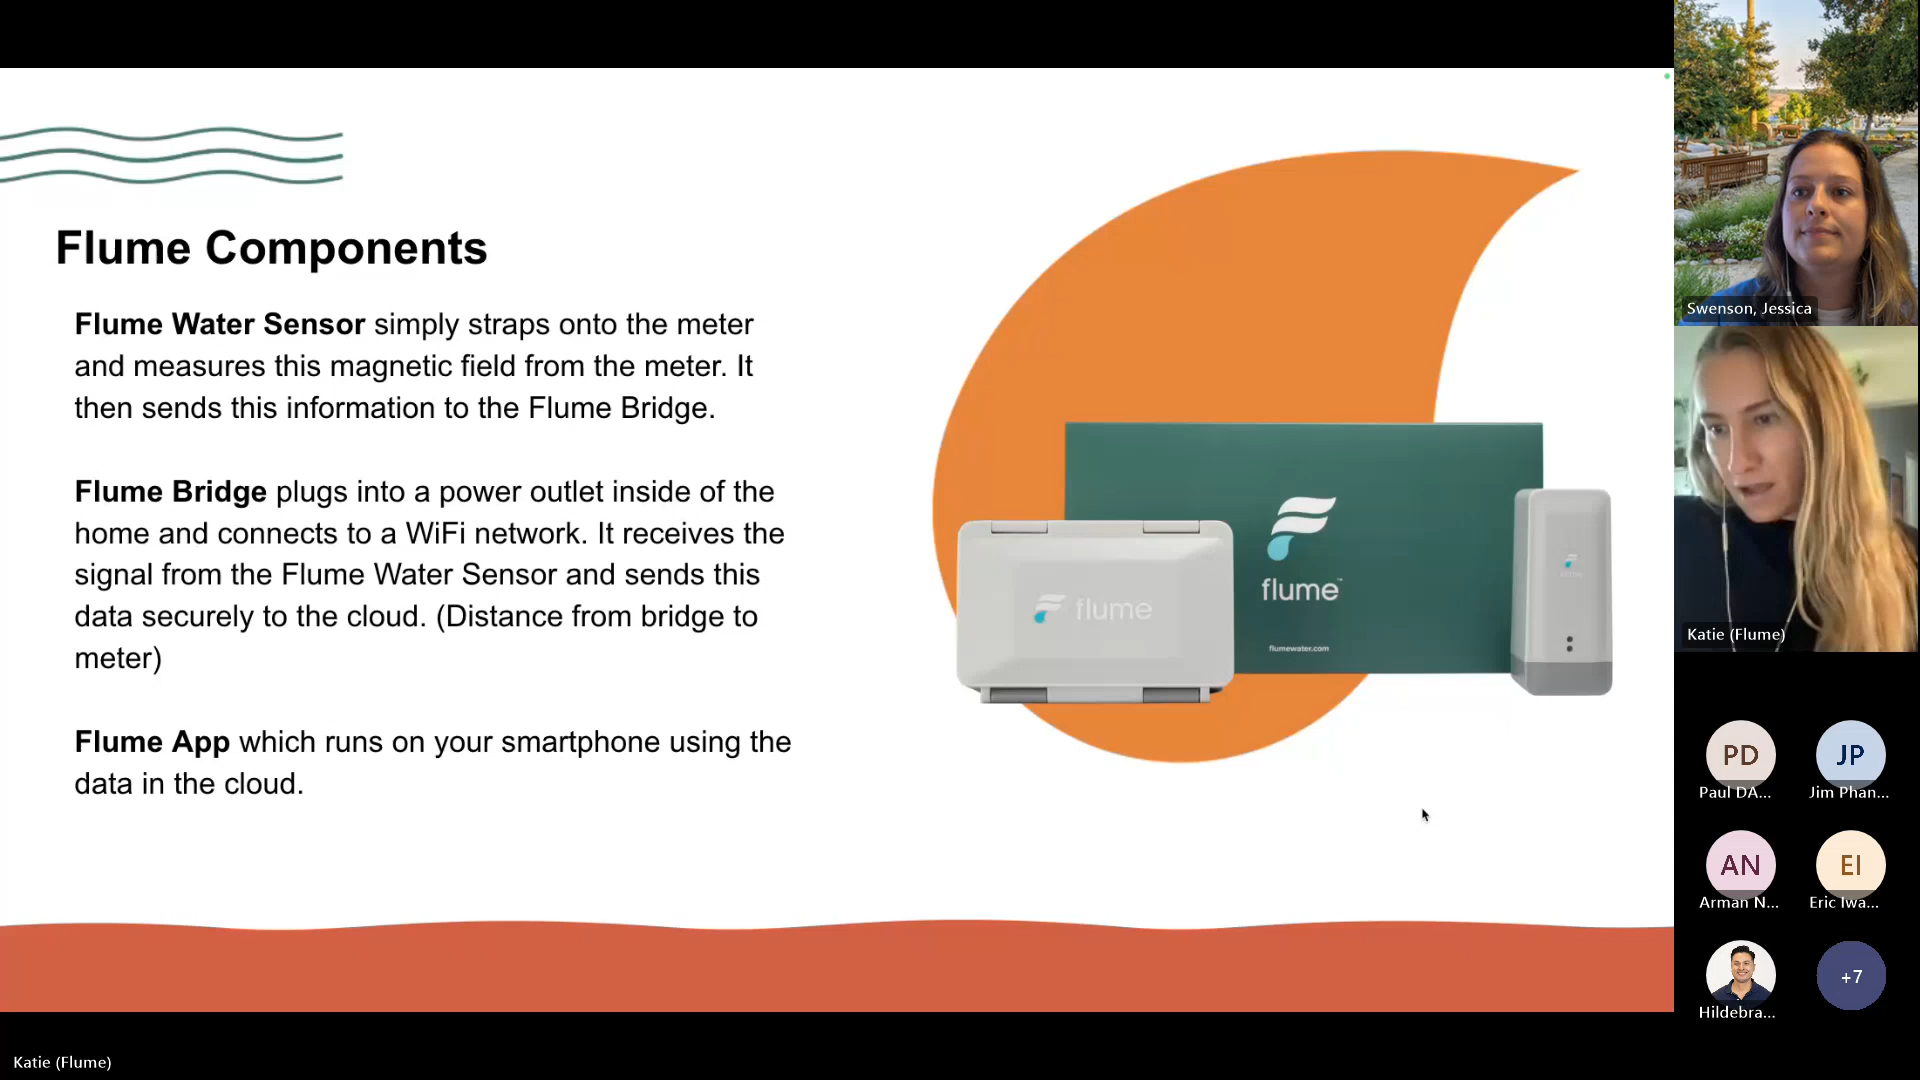 Flume Components
Flume Water Sensor simply straps onto the meter
and measures this magnetic field from the meter. It
then sends this information to the Flume Bridge.
Flume Bridge plugs into a power outlet inside of the
home and connects to a WiFi network. It receives the
signal from the Flume Water Sensor and sends this
data securely to the cloud. (Distance from bridge to
meter)
Flume App which runs on your smartphone using the
data in the cloud.
flume
flume™
flumewater.com
Swenson, Jessica
Katie (Flume)
PD
Paul DA...
JP
Jim Phan...
AN
Arman N...
EI
Eric Iwa...
Hildebra...
+7
Katie (Flume)